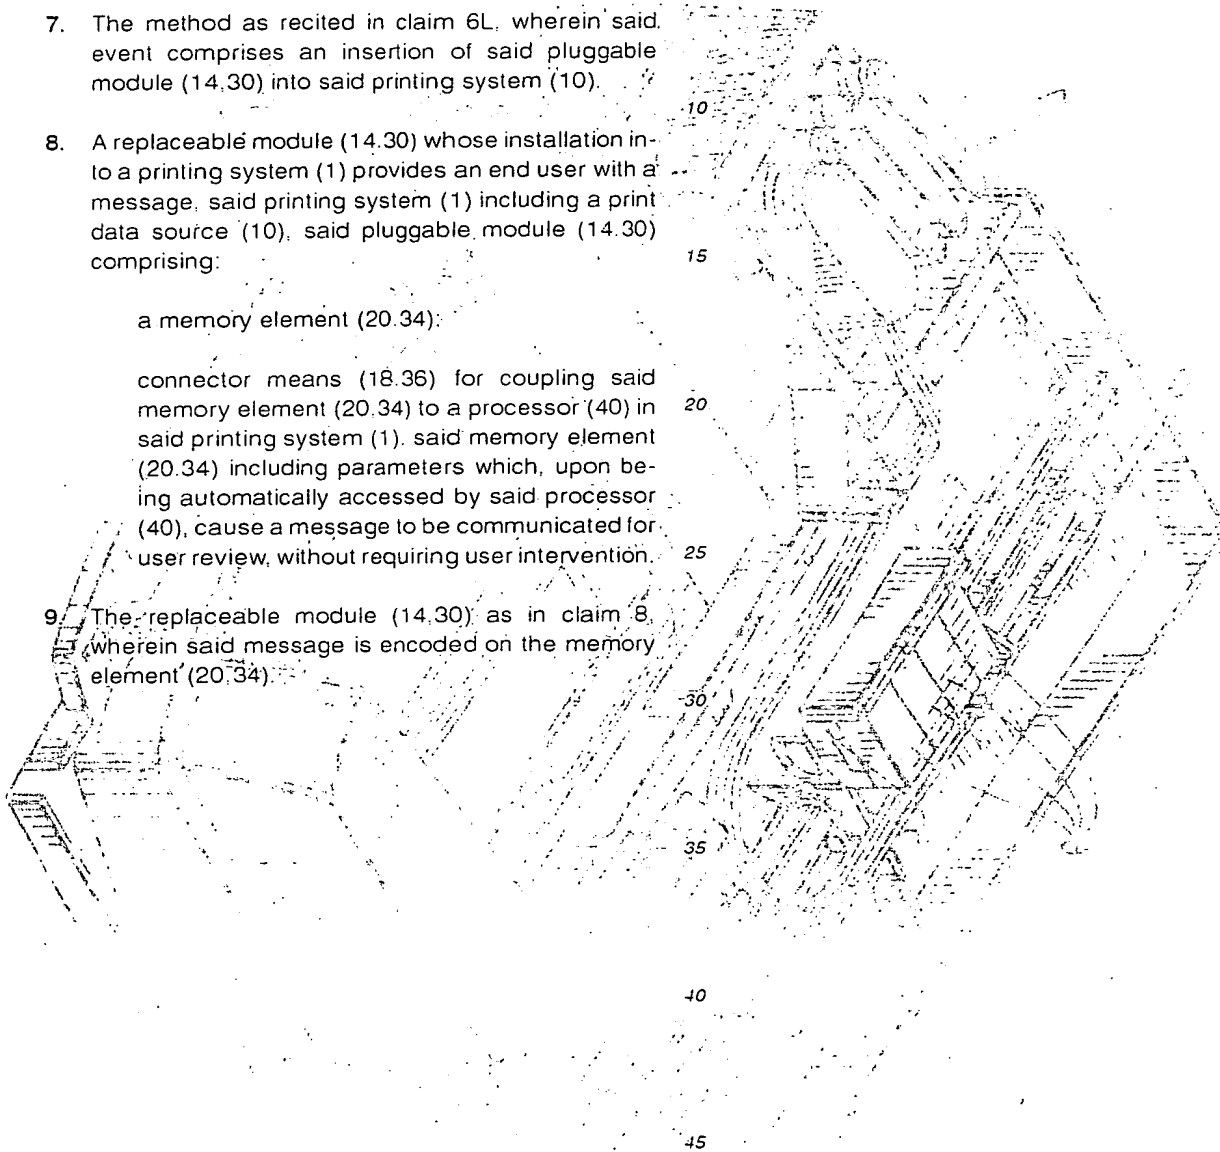 7. The method as recited in claim 6L, wherein said
event comprises an insertion of said pluggable
module (14,30) into said printing system (10).
10
8. A replaceable module (14.30) whose installation in-
to a printing system (1) provides an end user with a
message, said printing system (1) including a print
data source (10), said pluggable module (14.30)
comprising:
15
a memory element (20.34):
connector means (18.36) for coupling said
memory element (20,34) to a processor (40) in
20
said printing system (1). said memory element
(20.34) including parameters which, upon be-
ing automatically accessed by said processor
(40), cause a message to be communicated for
user review, without requiring user intervention.
25
9. The replaceable module (14,30) as in claim 8,
wherein said message is encoded on the memory
element (20,34).
30
35
40
45